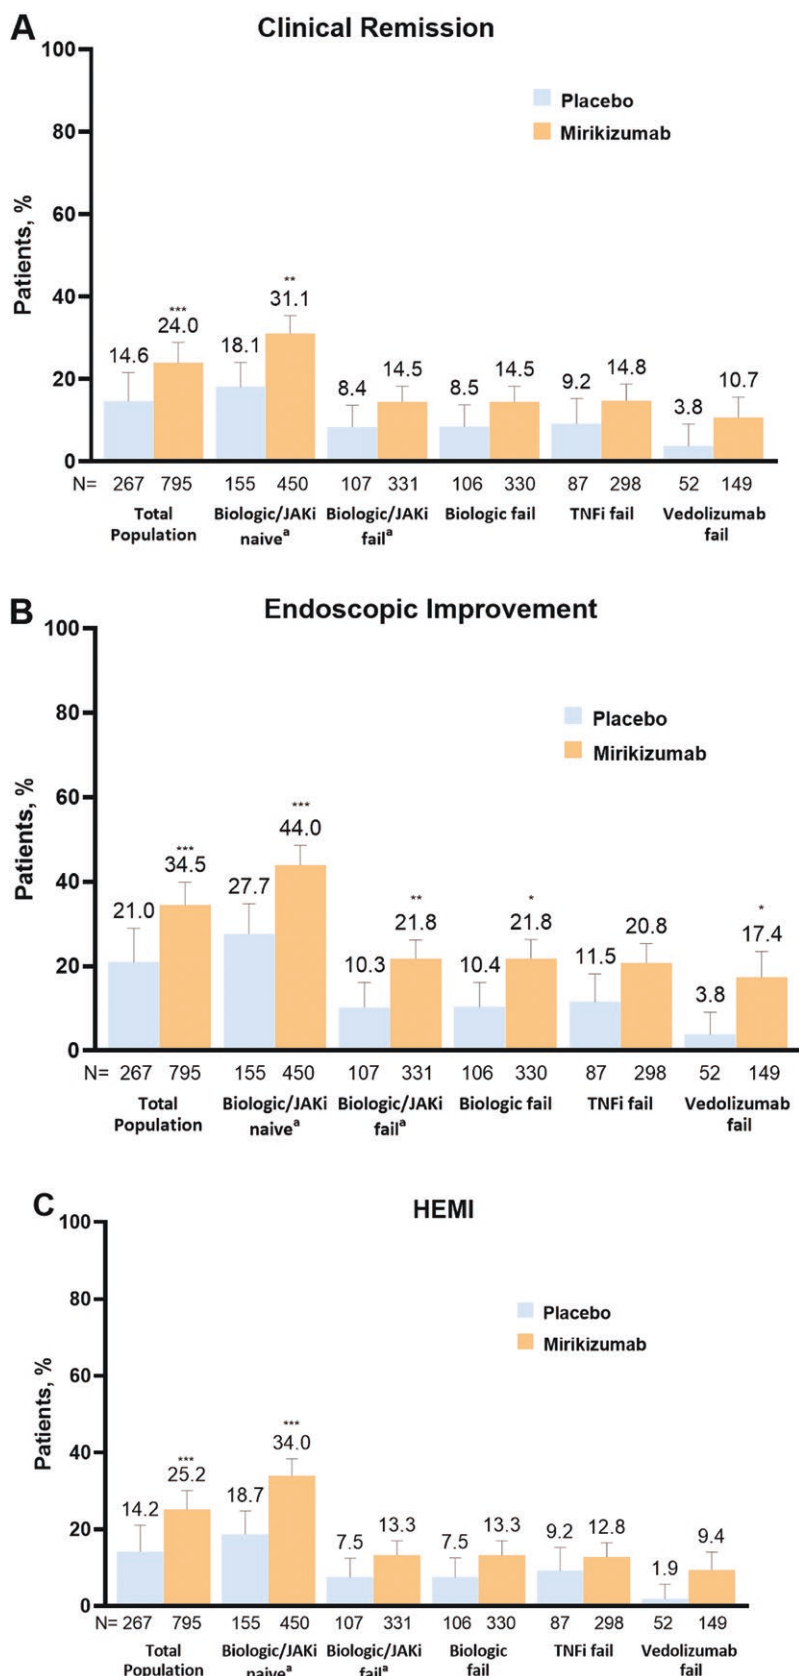 A
Clinical Remission
100
80
60
40
20
0
Patients, %
Placebo
Mirikizumab
*** **
14.6 24.0 18.1 31.1 8.4 14.5 8.5 14.5 9.2 14.8 3.8 10.7
N= 267 795 155 450 107 331 106 330 87 298 52 149
Total Biologic/JAKi Biologic/JAKi Biologic fail TNFi fail Vedolizumab
Population naiveᵃ failᵃ fail
B
Endoscopic Improvement
100
80
60
40
20
0
Patients, %
Placebo
Mirikizumab
*** *** ** * *
21.0 34.5 27.7 44.0 10.3 21.8 10.4 21.8 11.5 20.8 3.8 17.4
N= 267 795 155 450 107 331 106 330 87 298 52 149
Total Biologic/JAKi Biologic/JAKi Biologic fail TNFi fail Vedolizumab
Population naiveᵃ failᵃ fail
C
HEMI
100
80
60
40
20
0
Patients, %
Placebo
Mirikizumab
*** ***
14.2 25.2 18.7 34.0 7.5 13.3 7.5 13.3 9.2 12.8 1.9 9.4
N= 267 795 155 450 107 331 106 330 87 298 52 149
Total Biologic/JAKi Biologic/JAKi Biologic TNFi fail Vedolizumab
Population naiveᵃ failᵃ fail fail